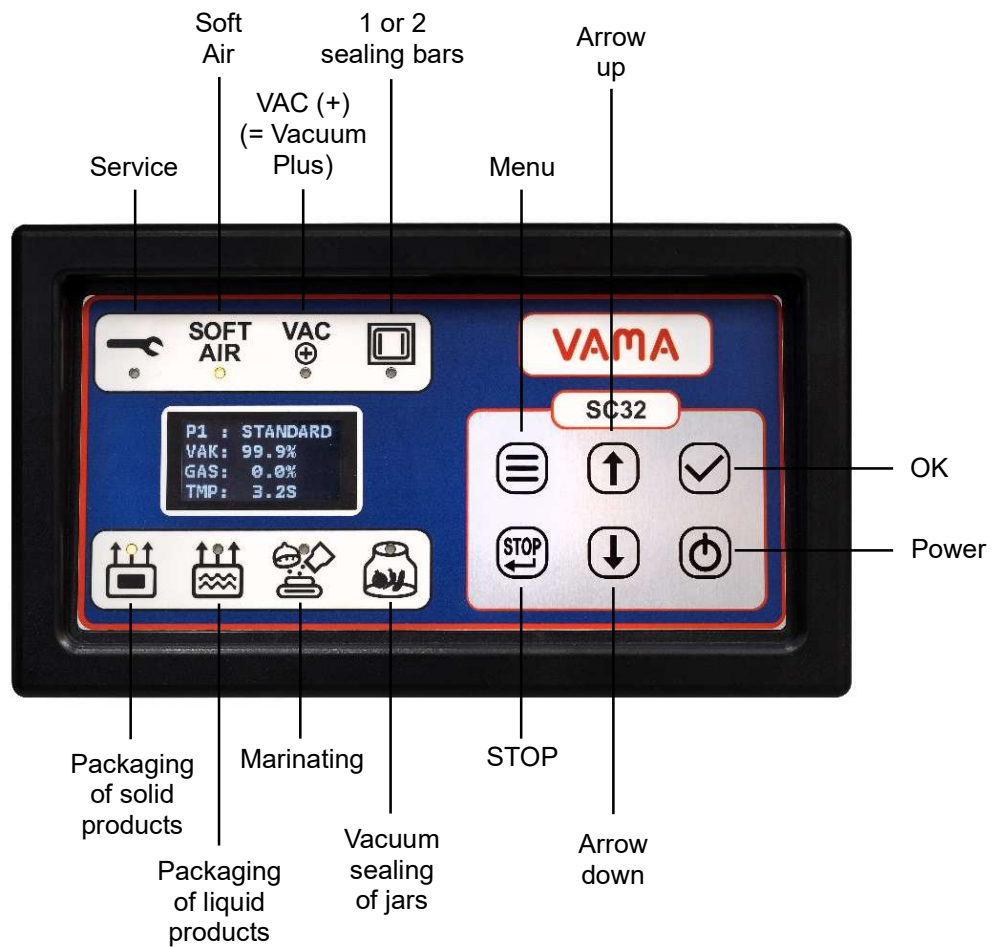 Soft
Air
1 or 2
sealing bars
Arrow
up
VAC (+)
(= Vacuum
Plus)
Service
Menu
SOFT
AIR
VAC
VAMA
SC32
P1 : STANDARD
VAK: 99.9%
GAS: 0.0%
TMP: 3.2S
OK
STOP
Power
Packaging
of solid
products
Marinating
STOP
Packaging
of liquid
products
Vacuum
sealing
of jars
Arrow
down